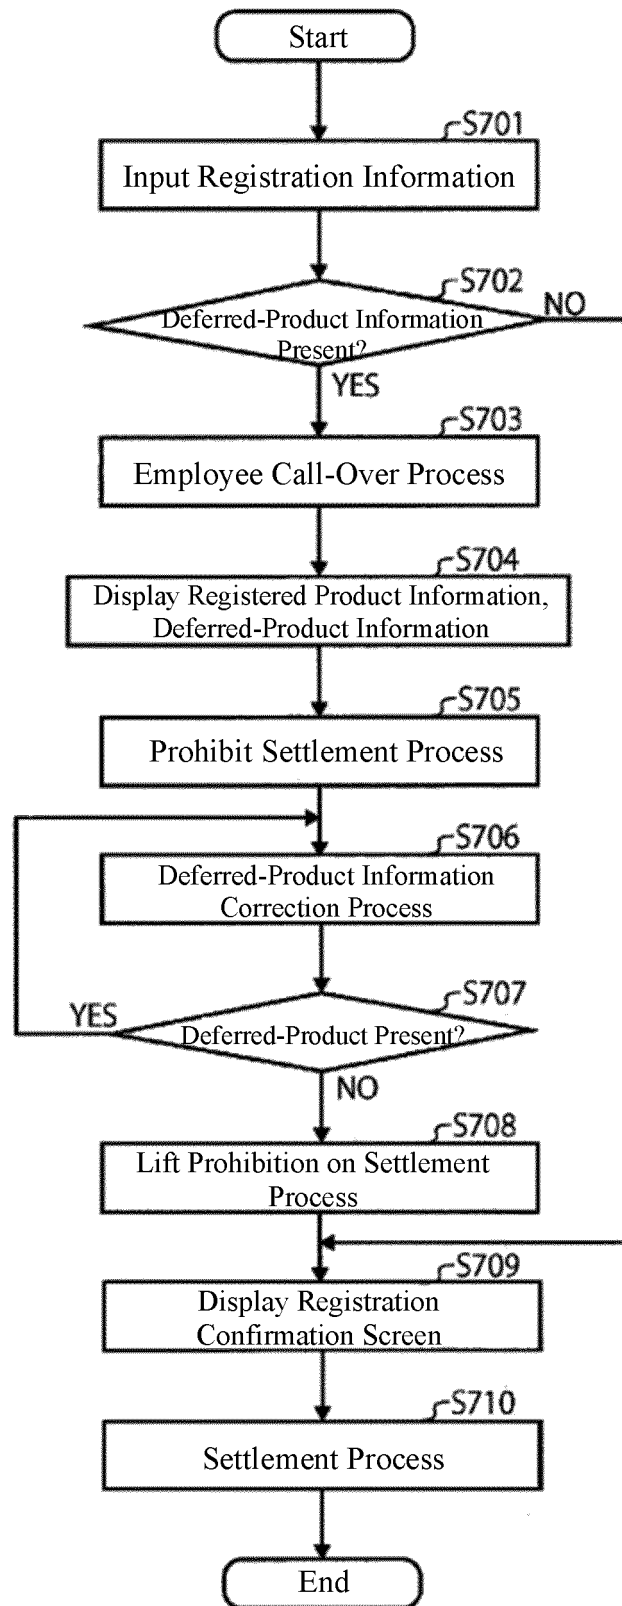 Start
S701
Input Registration Information
S702
Deferred-Product Information
Present?
NO
YES
S703
Employee Call-Over Process
S704
Display Registered Product Information,
Deferred-Product Information
S705
Prohibit Settlement Process
S706
Deferred-Product Information
Correction Process
S707
YES
Deferred-Product Present?
NO
S708
Lift Prohibition on Settlement
Process
S709
Display Registration
Confirmation Screen
S710
Settlement Process
End